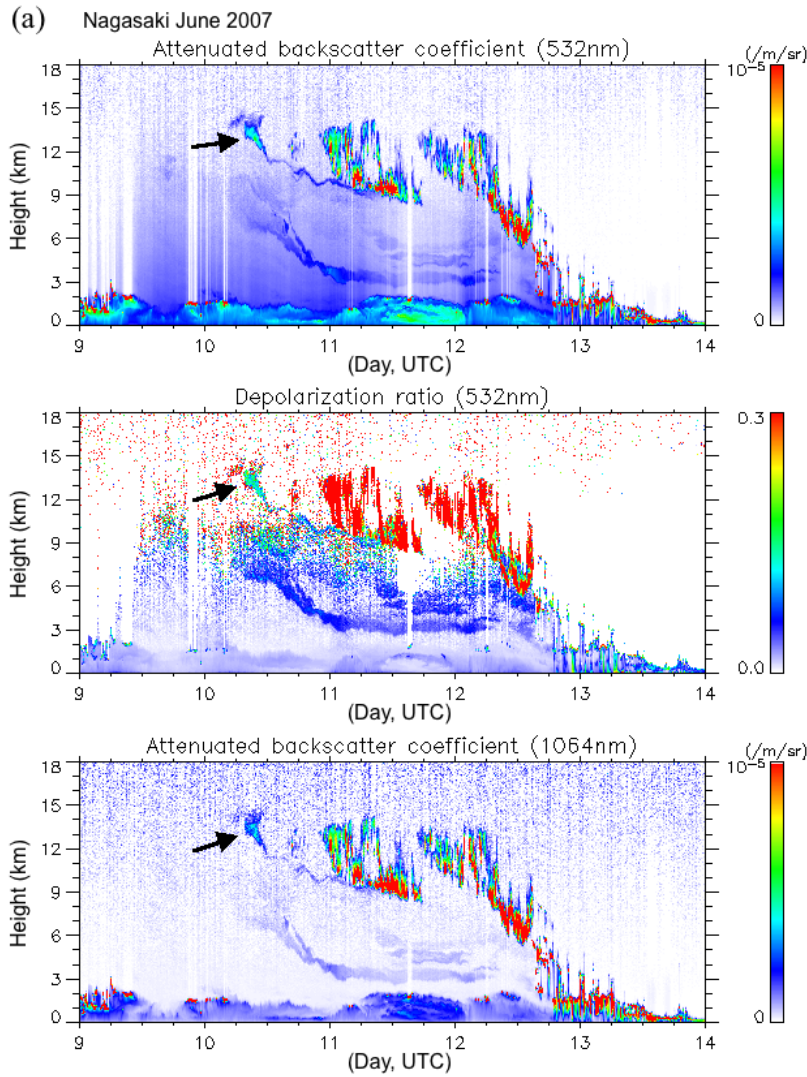 (a) Nagasaki June 2007
Attenuated backscatter coefficient (532nm)
(/m/sr)
18
15
12
9
6
3
0
Height (km)
10-5
0
9 10 11 12 13 14
(Day, UTC)
Depolarization ratio (532nm)
18
15
12
9
6
3
0
Height (km)
0.3
0.0
9 10 11 12 13 14
(Day, UTC)
Attenuated backscatter coefficient (1064nm)
(/m/sr)
18
15
12
9
6
3
0
Height (km)
10-5
0
9 10 11 12 13 14
(Day, UTC)